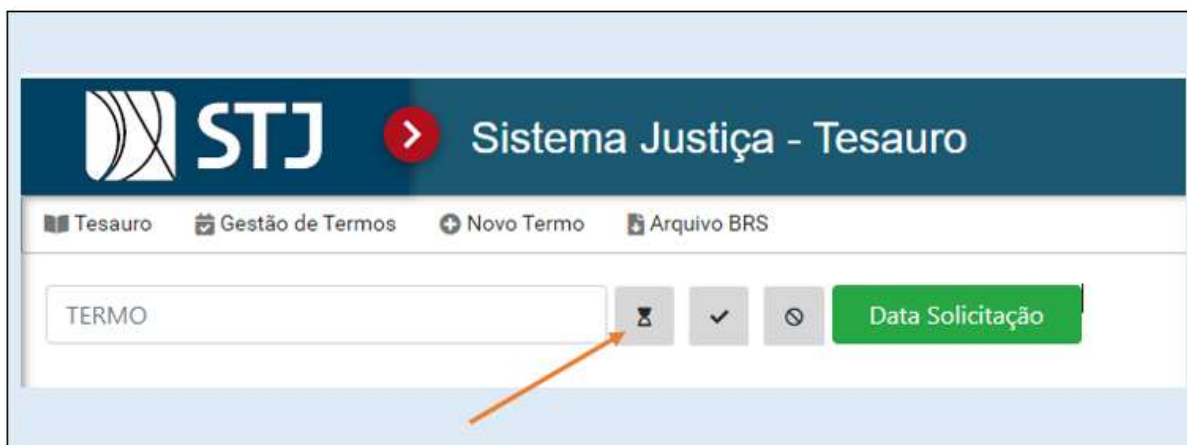 STJ Sistema Justiça - Tesauro
Tesauro Gestão de Termos Novo Termo Arquivo BRS
TERMO Data Solicitação